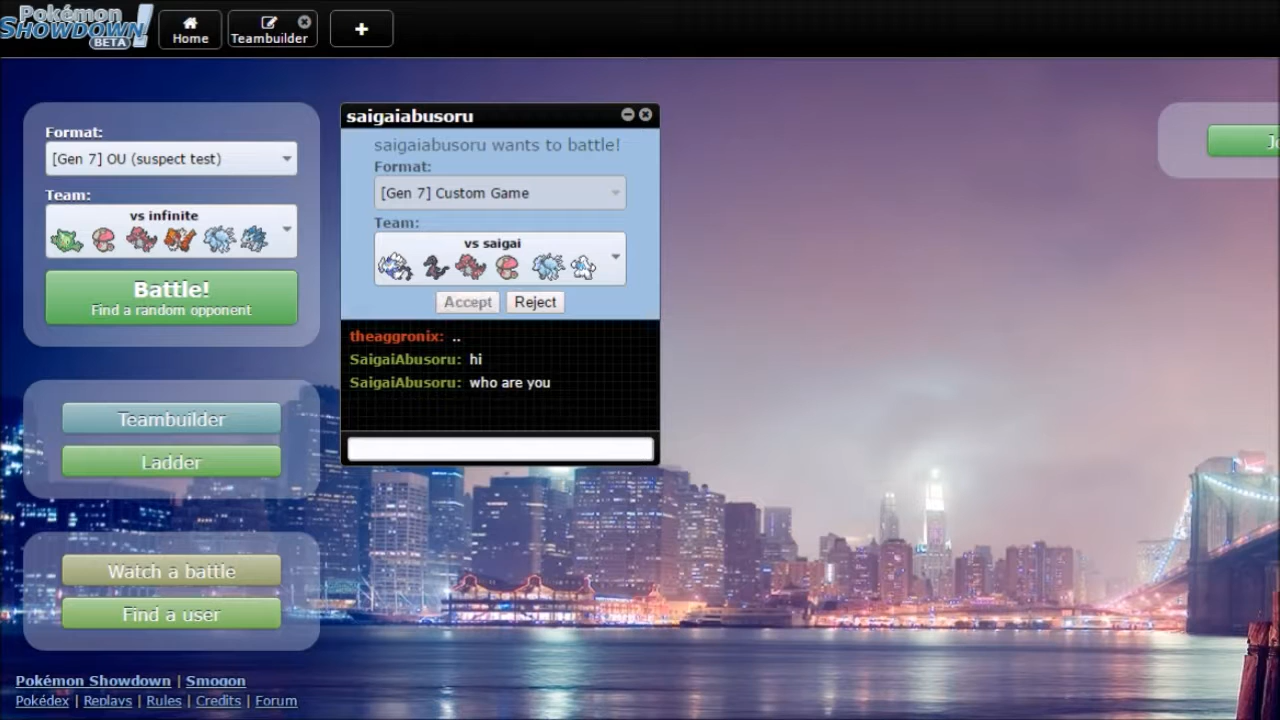 Pokémon
SHOWDOWN!
BETA
Home
Teambuilder
Format:
[Gen 7] OU (suspect test)
Team:
vs infinite
Battle!
Find a random opponent
Teambuilder
Ladder
Watch a battle
Find a user
Pokémon Showdown | Smogon
Pokédex | Replays | Rules | Credits | Forum
saigaiabusoru
saigaiabusoru wants to battle!
Format:
[Gen 7] Custom Game
Team:
vs saigai
Accept Reject
theaggronix: ..
SaigaiAbusoru: hi
SaigaiAbusoru: who are you